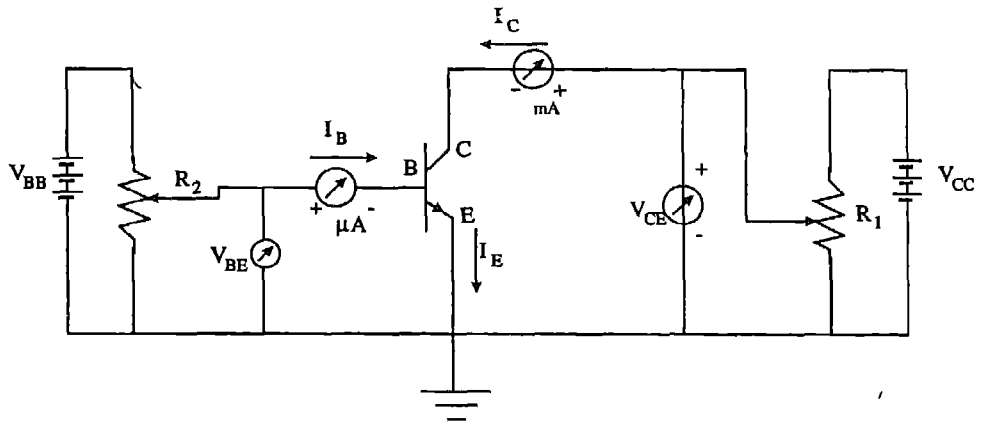 I_C
- +
mA
I_B
B
C
V_BB
R_2
+ -
μA
E
V_BE
I_E
+
V_CE
-
R_1
V_CC